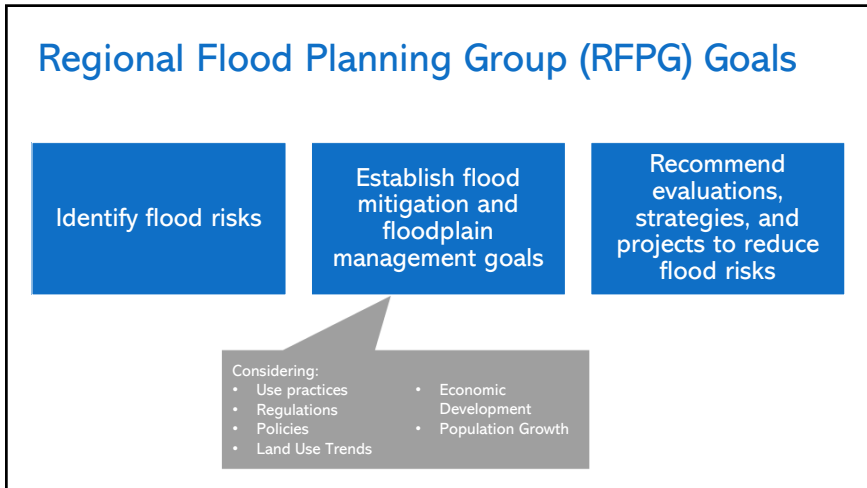 Regional Flood Planning Group (RFPG) Goals
Identify flood risks
Establish flood
mitigation and
floodplain
management goals
Recommend
evaluations,
strategies, and
projects to reduce
flood risks
Considering:
• Use practices
• Regulations
• Policies
• Land Use Trends
• Economic
Development
• Population Growth